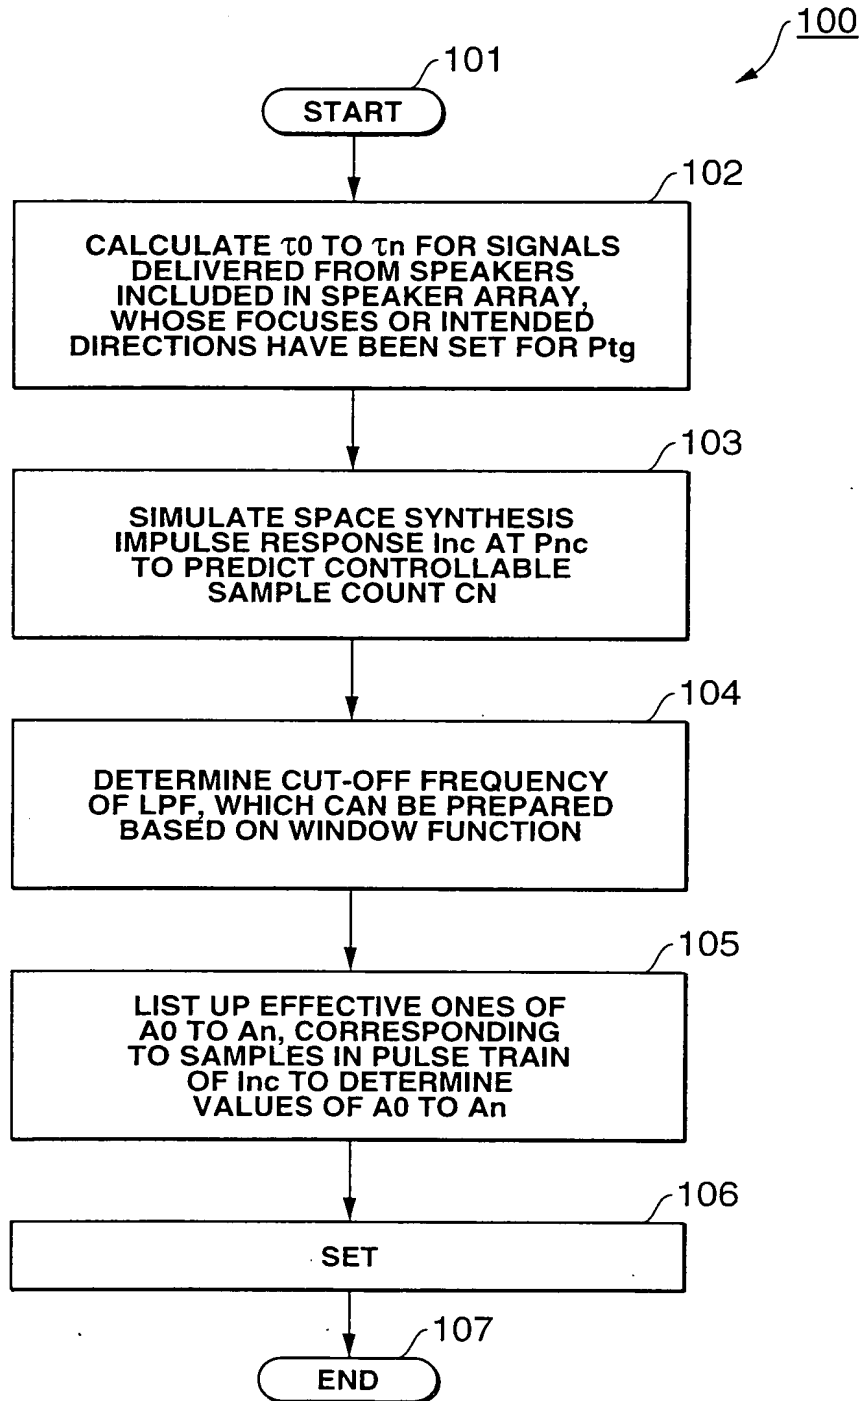 100
101
START
102
CALCULATE τ0 TO τn FOR SIGNALS
DELIVERED FROM SPEAKERS
INCLUDED IN SPEAKER ARRAY,
WHOSE FOCUSES OR INTENDED
DIRECTIONS HAVE BEEN SET FOR Ptg
103
SIMULATE SPACE SYNTHESIS
IMPULSE RESPONSE Inc AT Pnc
TO PREDICT CONTROLLABLE
SAMPLE COUNT CN
104
DETERMINE CUT-OFF FREQUENCY
OF LPF, WHICH CAN BE PREPARED
BASED ON WINDOW FUNCTION
105
LIST UP EFFECTIVE ONES OF
A0 TO An, CORRESPONDING
TO SAMPLES IN PULSE TRAIN
OF Inc TO DETERMINE
VALUES OF A0 TO An
106
SET
107
END